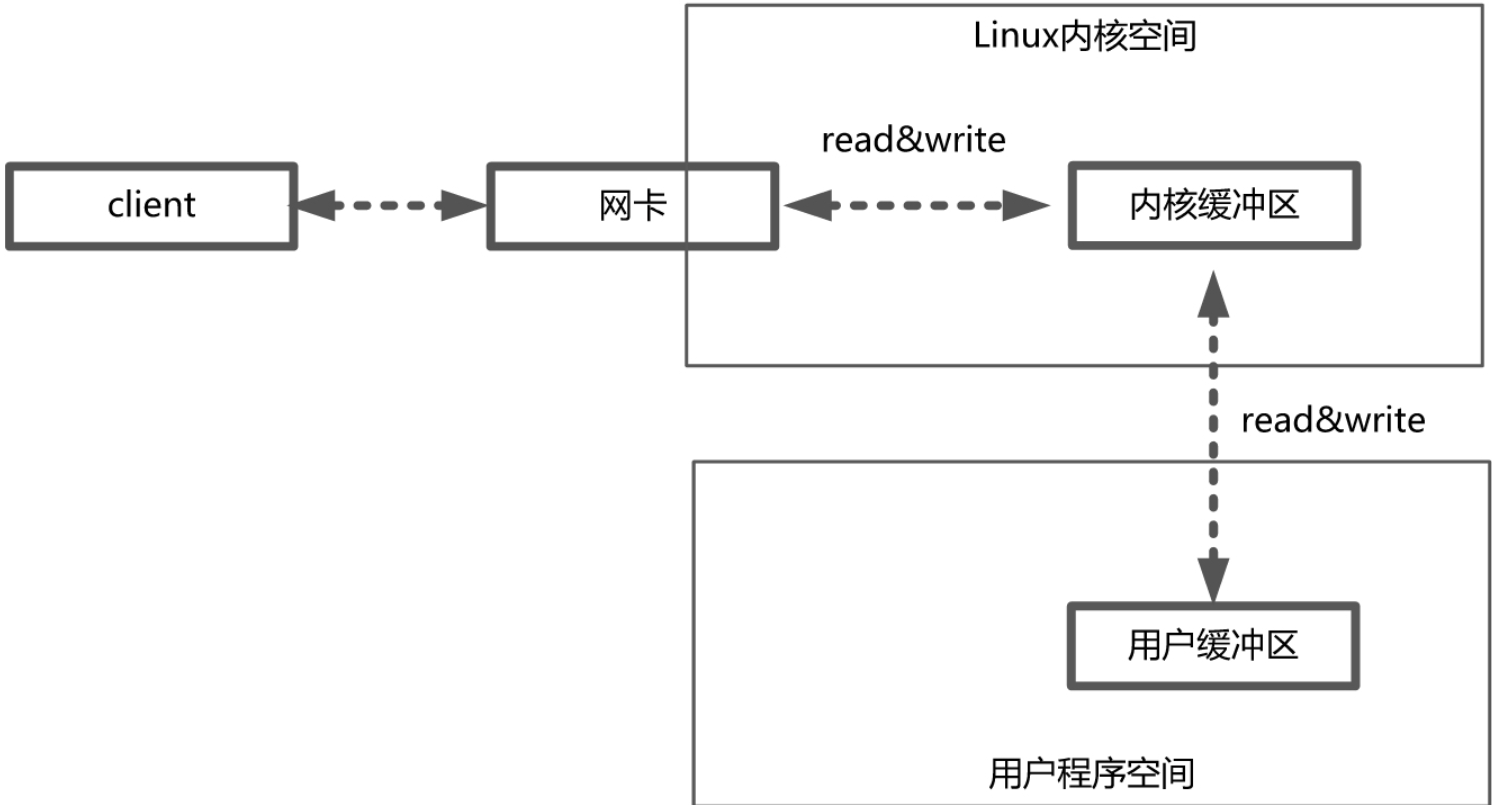 Linux内核空间
read&write
client
网卡
内核缓冲区
read&write
用户缓冲区
用户程序空间